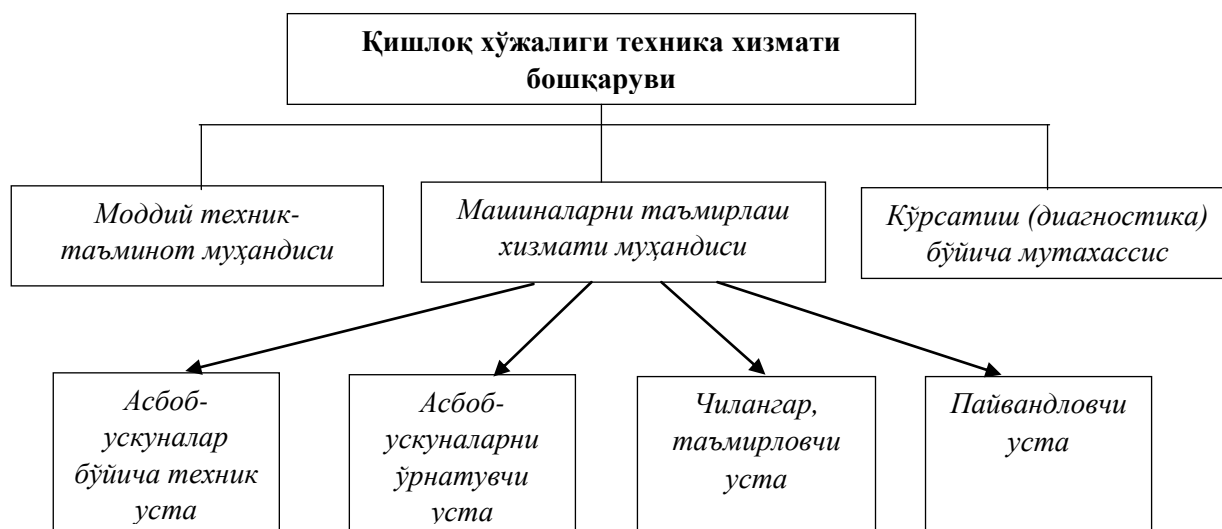 Қишлоқ хўжалиги техника хизмати
бошқаруви
Моддий техник-
таъминот муҳандиси
Машиналарни таъмирлаш
хизмати муҳандиси
Кўрсатиш (диагностика)
бўйича мутахассис
Асбоб-
ускуналар
бўйича техник
уста
Асбоб-
ускуналарни
ўрнатувчи
уста
Чилангар,
таъмирловчи
уста
Пайвандловчи
уста